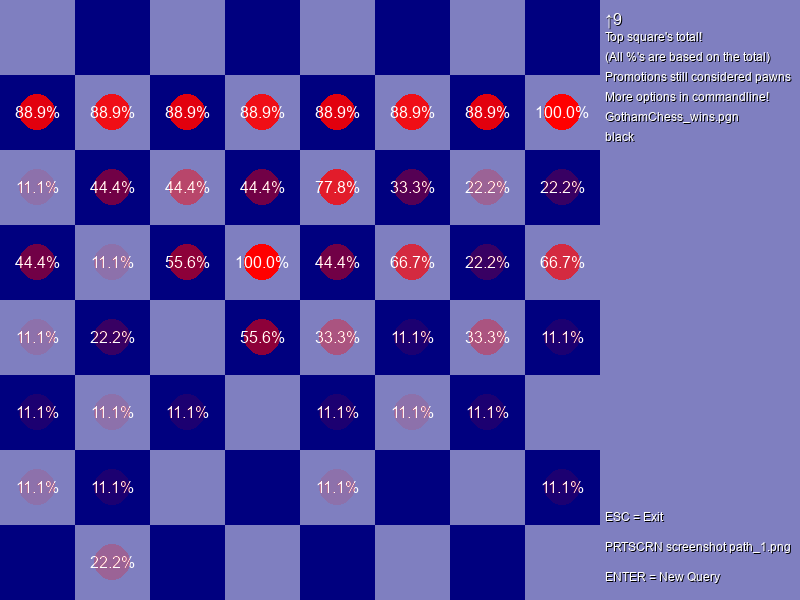 ↑9
Top square's total!
(All %'s are based on the total)
Promotions still considered pawns
More options in commandline!
GothamChess_wins.pgn
black
88.9% 88.9% 88.9% 88.9% 88.9% 88.9% 88.9% 100.0%
11.1% 44.4% 44.4% 44.4% 77.8% 33.3% 22.2% 22.2%
44.4% 11.1% 55.6% 100.0% 44.4% 66.7% 22.2% 66.7%
11.1% 22.2% 55.6% 33.3% 11.1% 33.3% 11.1%
11.1% 11.1% 11.1% 11.1% 11.1% 11.1%
11.1% 11.1% 11.1% 11.1%
22.2%
ESC = Exit
PRTSCRN screenshot path_1.png
ENTER = New Query